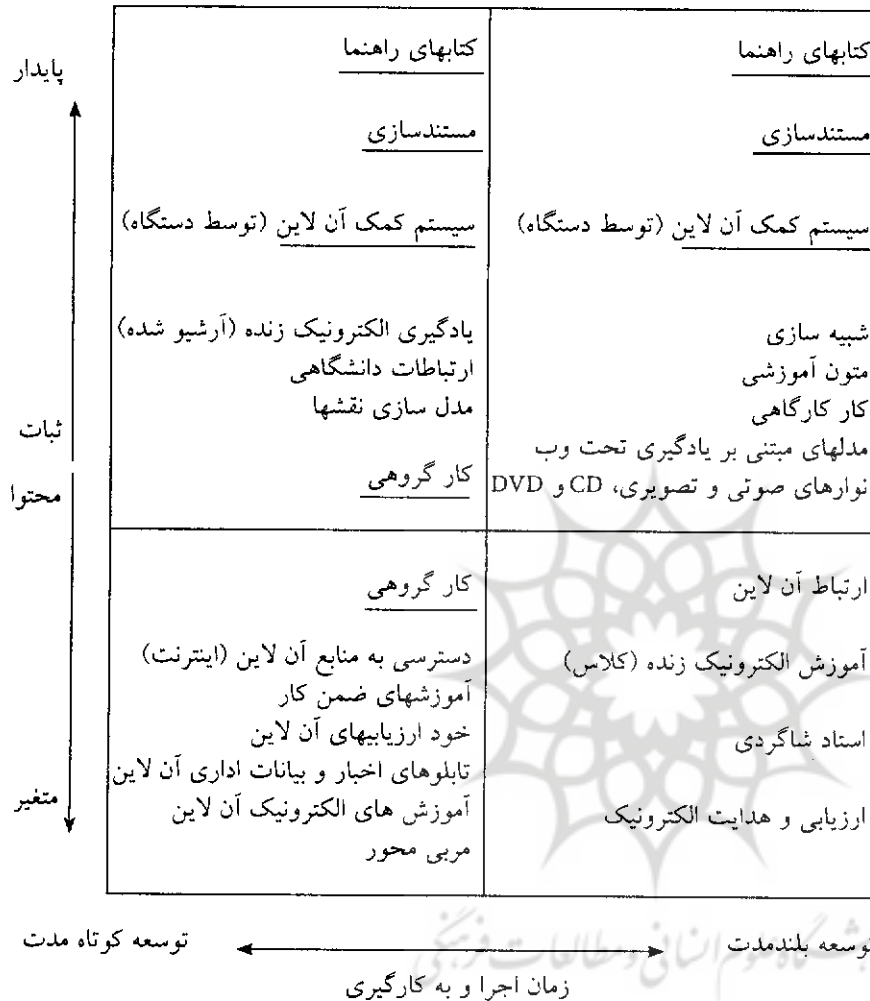 پایدار
ثبات
محتوا
متغیر
کتابهای راهنما
مستندسازی
سیستم کمک آن لاین (توسط دستگاه)
شبیه سازی
متون آموزشی
کار کارگاهی
مدلهای مبتنی بر یادگیری تحت وب
نوارهای صوتی و تصویری، CD و DVD
کتابهای راهنما
مستندسازی
سیستم کمک آن لاین (توسط دستگاه)
یادگیری الکترونیک زنده (آرشیو شده)
ارتباطات دانشگاهی
مدل سازی نقشها
کار گروهی
ارتباط آن لاین
آموزش الکترونیک زنده (کلاس)
استاد شاگردی
ارزیابی و هدایت الکترونیک
کار گروهی
دسترسی به منابع آن لاین (اینترنت)
آموزشهای ضمن کار
خود ارزیابیهای آن لاین
تابلوهای اخبار و بیانات اداری آن لاین
آموزش های الکترونیک آن لاین
مربی محور
توسعه بلندمدت
توسعه کوتاه مدت
زمان اجرا و به کارگیری
علوم انسانی و مطالعات فرهنگی